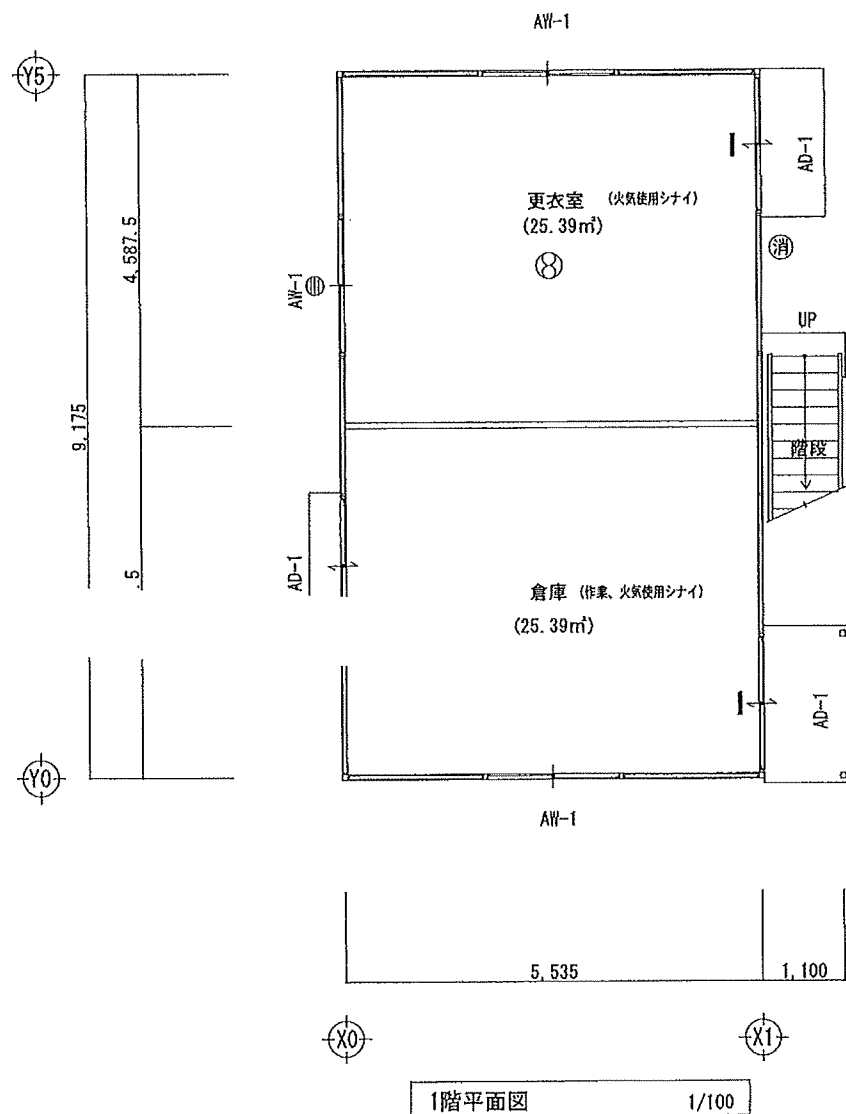 AW-1
Y5
AD-1
更衣室 (火気使用シナイ)
(25.39㎡)
消
4,587.5
AW-1
UP
9,175
階段
.5
AD-1
倉庫 (作業、火気使用シナイ)
(25.39㎡)
AD-1
Y0
AW-1
5,535
1,100
X0
X1
1階平面図 1/100